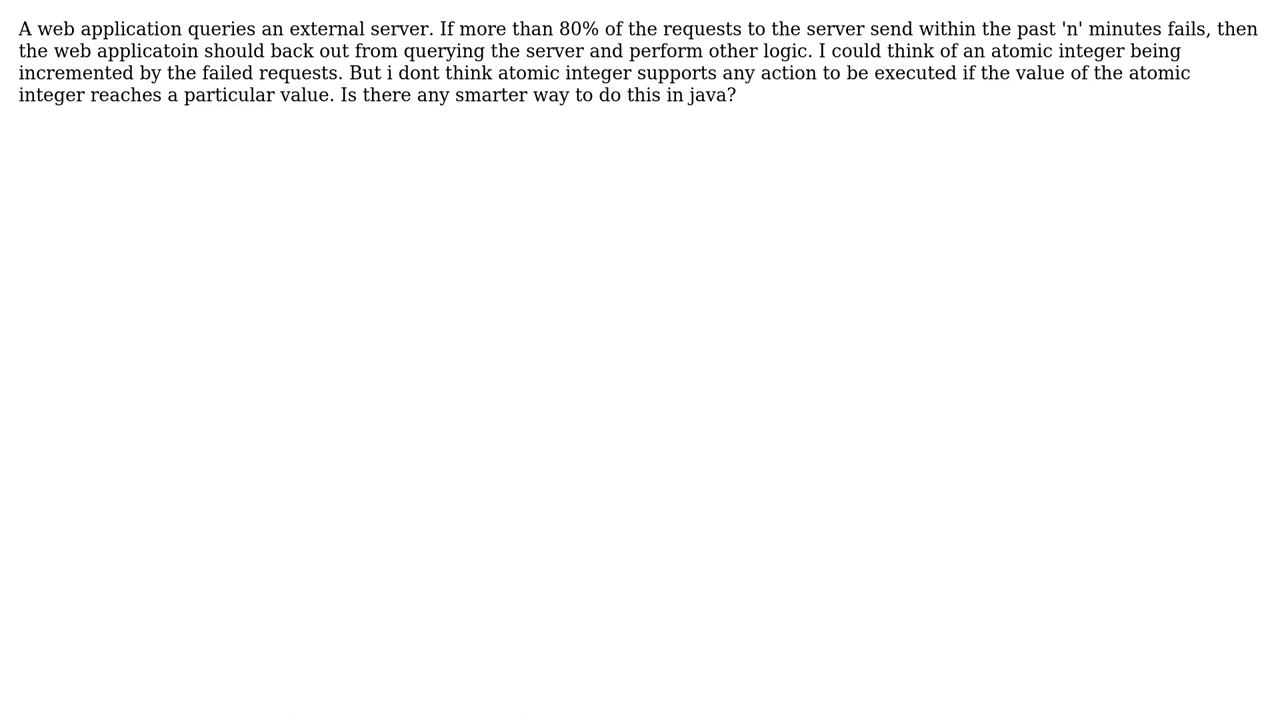 A web application queries an external server. If more than 80% of the requests to the server send within the past 'n' minutes fails, then
the web applicatoin should back out from querying the server and perform other logic. I could think of an atomic integer being
incremented by the failed requests. But i dont think atomic integer supports any action to be executed if the value of the atomic
integer reaches a particular value. Is there any smarter way to do this in java?